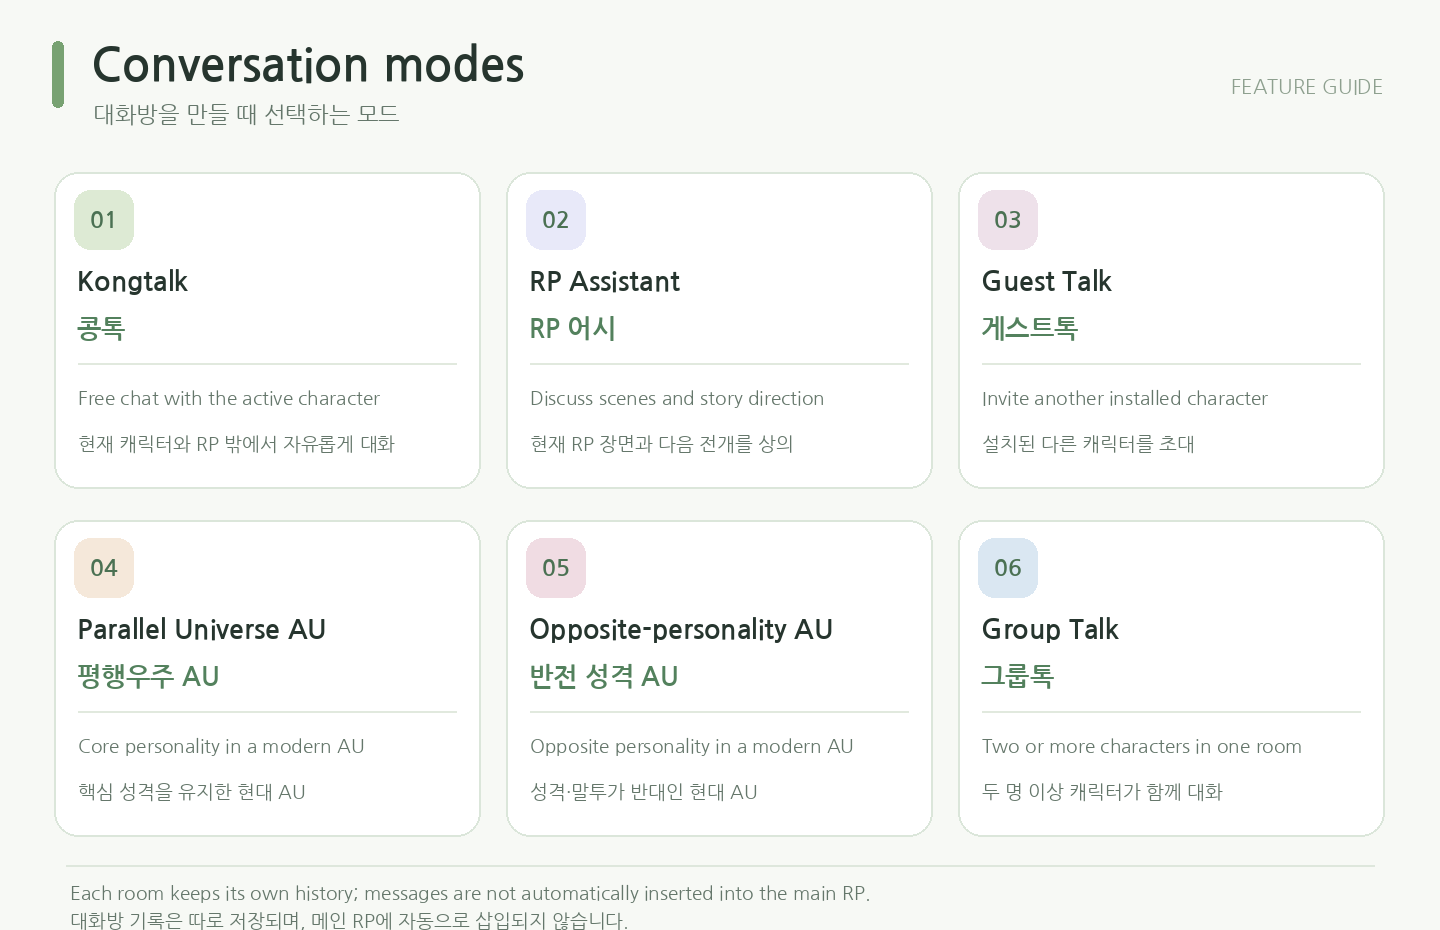 Conversation modes
대화방을 만들 때 선택하는 모드
FEATURE GUIDE
01
Kongtalk
콩톡
Free chat with the active character
현재 캐릭터와 RP 밖에서 자유롭게 대화
02
RP Assistant
RP 어시
Discuss scenes and story direction
현재 RP 장면과 다음 전개를 상의
03
Guest Talk
게스트톡
Invite another installed character
설치된 다른 캐릭터를 초대
04
Parallel Universe AU
평행우주 AU
Core personality in a modern AU
핵심 성격을 유지한 현대 AU
05
Opposite-personality AU
반전 성격 AU
Opposite personality in a modern AU
성격·말투가 반대인 현대 AU
06
Group Talk
그룹톡
Two or more characters in one room
두 명 이상 캐릭터가 함께 대화
Each room keeps its own history; messages are not automatically inserted into the main RP.
대화방 기록은 따로 저장되며, 메인 RP에 자동으로 삽입되지 않습니다.